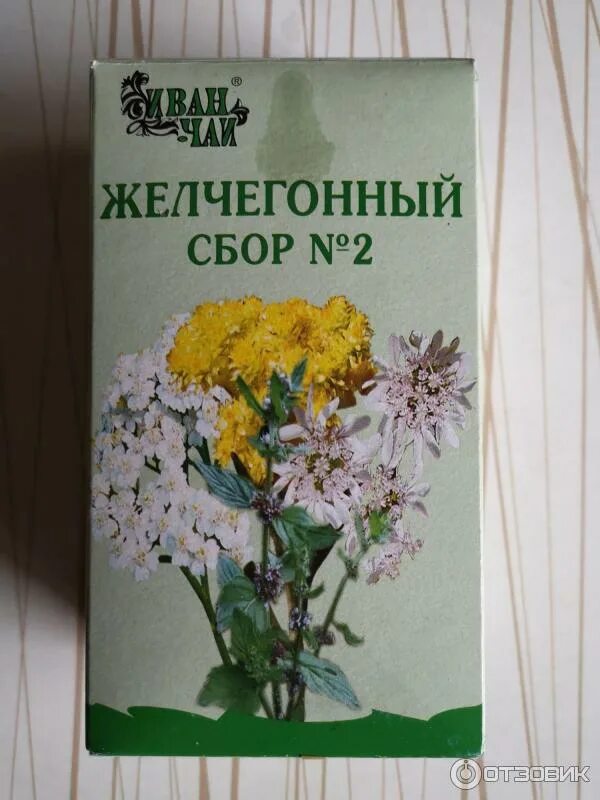 ИВАН
ЧАЙ
®
ЖЕЛЧЕГОННЫЙ
СБОР №2
ОТЗОВИК